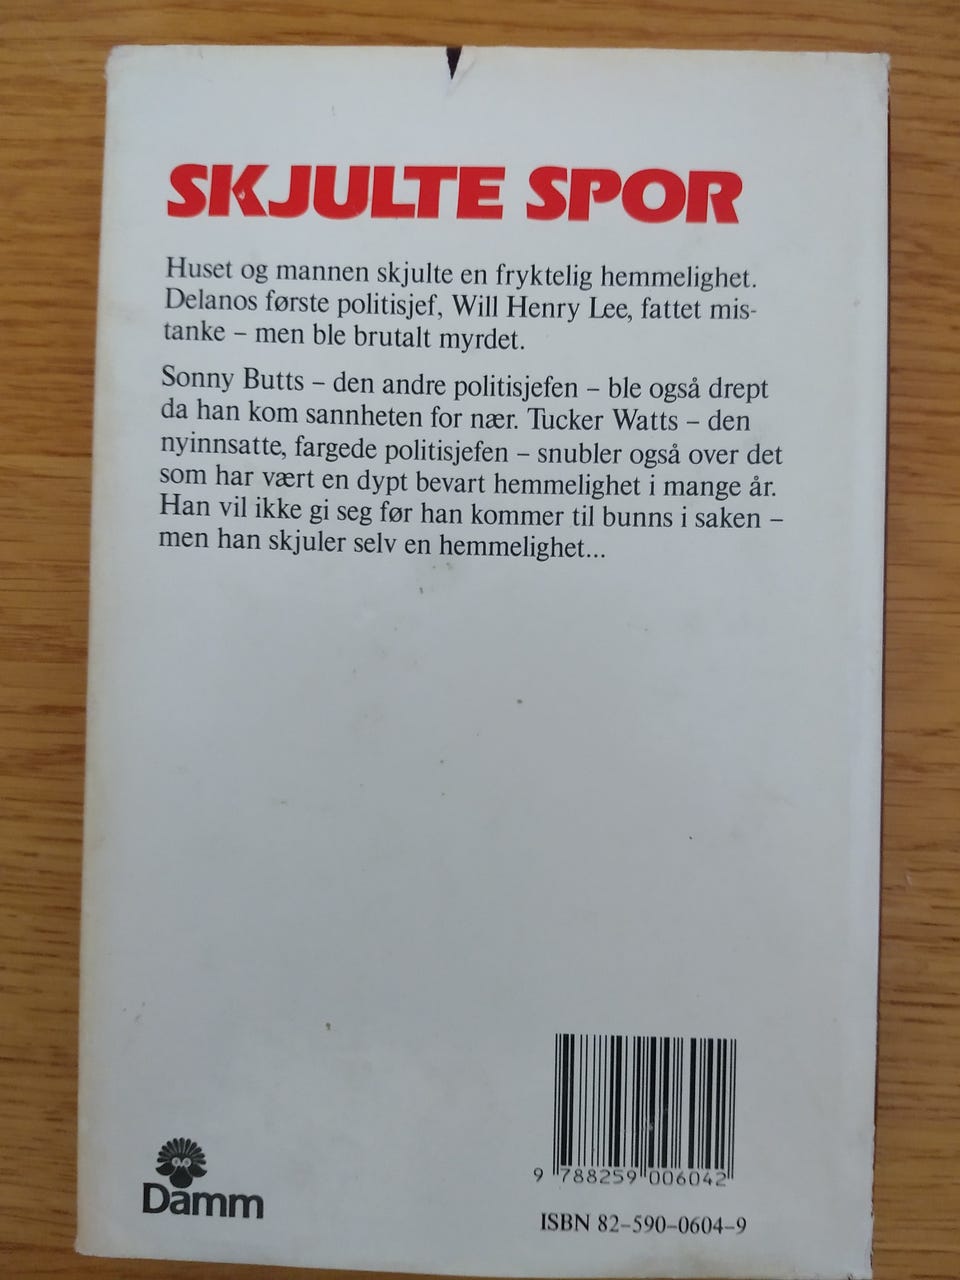 SKJULTE SPOR
Huset og mannen skjulte en fryktelig hemmelighet.
Delanos første politisjef, Will Henry Lee, fattet mis-
tanke – men ble brutalt myrdet.
Sonny Butts – den andre politisjefen – ble også drept
da han kom sannheten for nær. Tucker Watts – den
nyinnsatte, fargede politisjefen – snubler også over det
som har vært en dypt bevart hemmelighet i mange år.
Han vil ikke gi seg før han kommer til bunns i saken –
men han skjuler selv en hemmelighet...
9 788259 006042
Damm
ISBN 82–590–0604–9